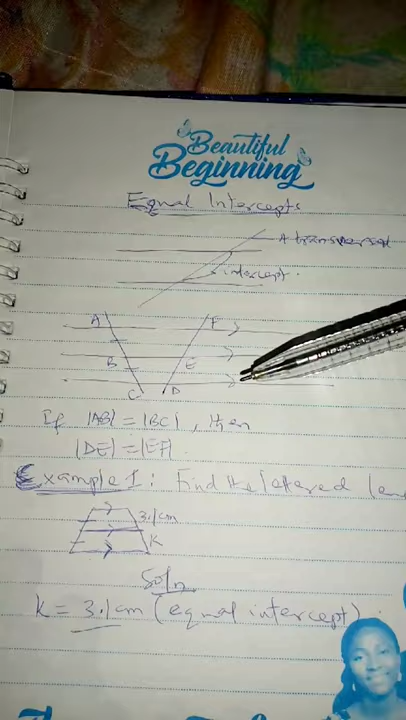 Beautiful
Beginning
Equal Intercepts
A transversal
intercept.
A F
B E
C D
If |AB| = |BC|, then
|DE| = |EF|.
Example 1: Find the lettered
3.1cm
k
Soln
k = 3.1cm (equal intercept).